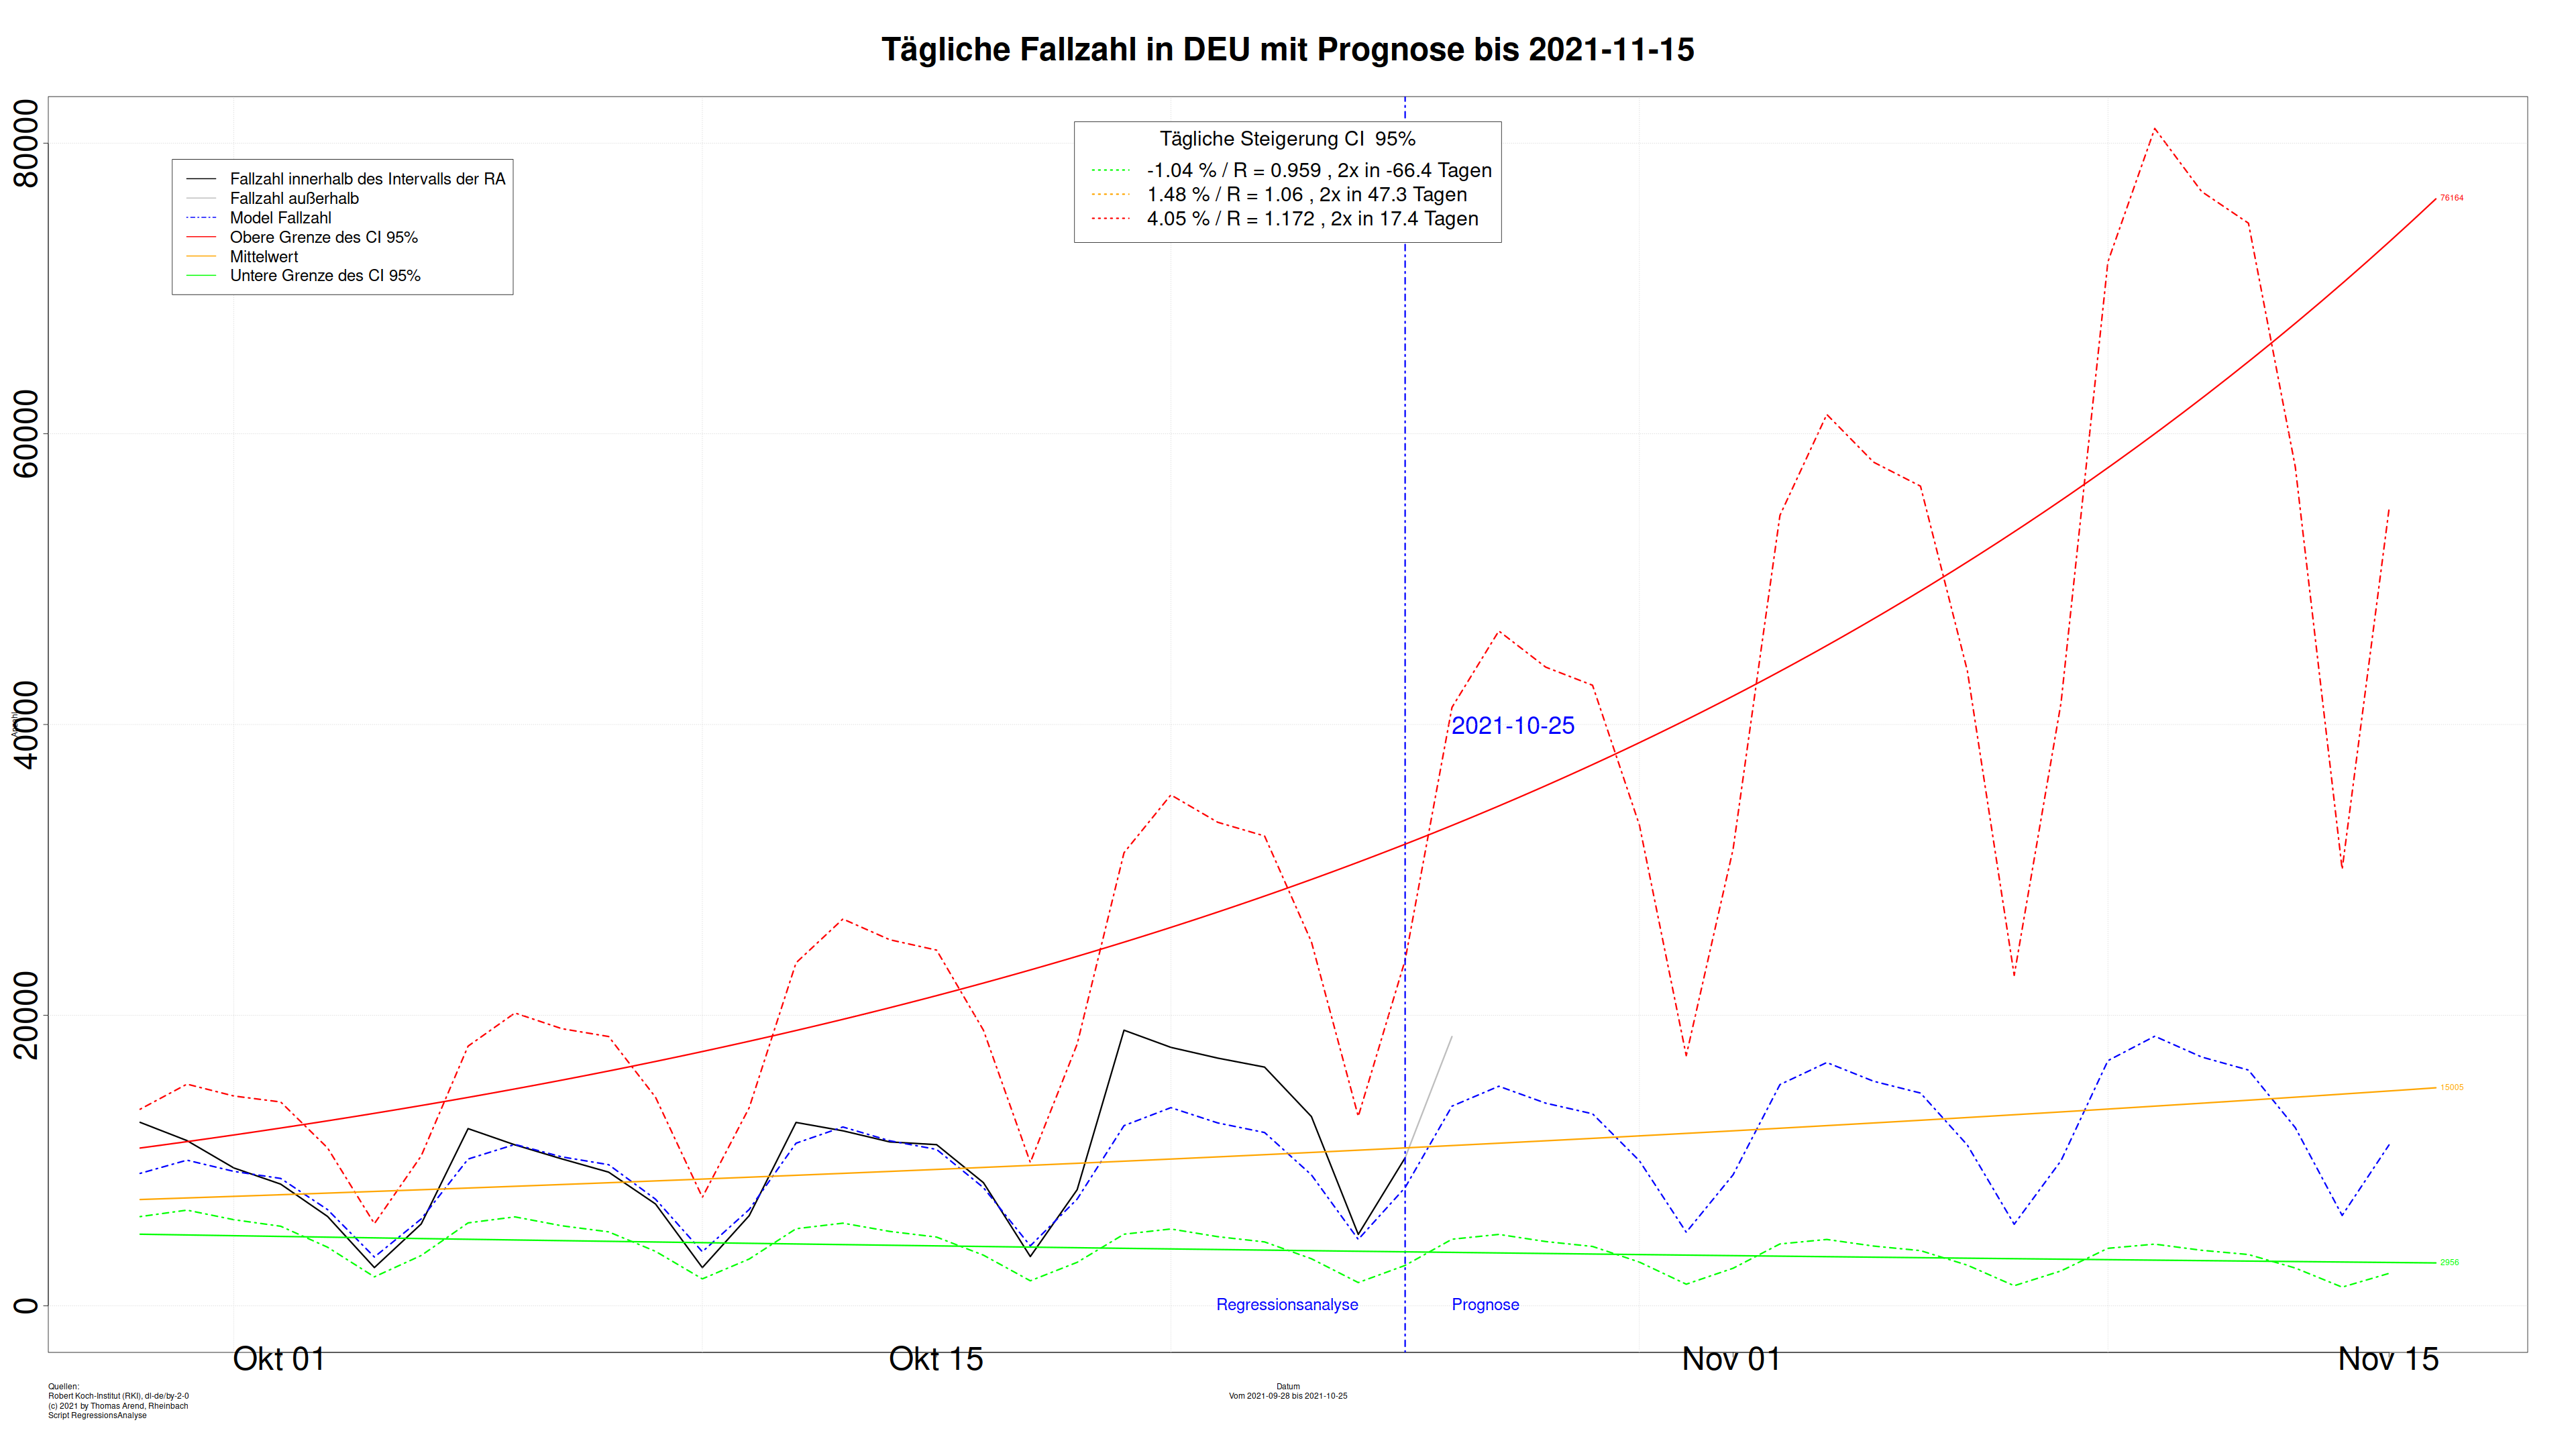 Tägliche Fallzahl in DEU mit Prognose bis 2021-11-15
80000
60000
40000
20000
0
Anzahl
Fallzahl innerhalb des Intervalls der RA
Fallzahl außerhalb
Model Fallzahl
Obere Grenze des CI 95%
Mittelwert
Untere Grenze des CI 95%
Tägliche Steigerung CI  95%
-1.04 % / R = 0.959 , 2x in -66.4 Tagen
1.48 % / R = 1.06 , 2x in 47.3 Tagen
4.05 % / R = 1.172 , 2x in 17.4 Tagen
76164
2021-10-25
15005
2956
Regressionsanalyse
Prognose
Okt 01
Okt 15
Nov 01
Nov 15
Quellen:
Robert Koch-Institut (RKI), dl-de/by-2-0
(c) 2021 by Thomas Arend, Rheinbach
Script RegressionsAnalyse
Datum
Vom 2021-09-28 bis 2021-10-25